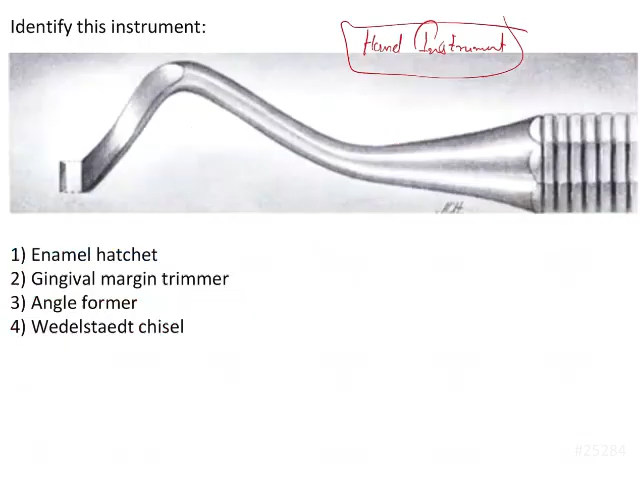 Identify this instrument:
Hand Instrument
1) Enamel hatchet
2) Gingival margin trimmer
3) Angle former
4) Wedelstaedt chisel
#25284